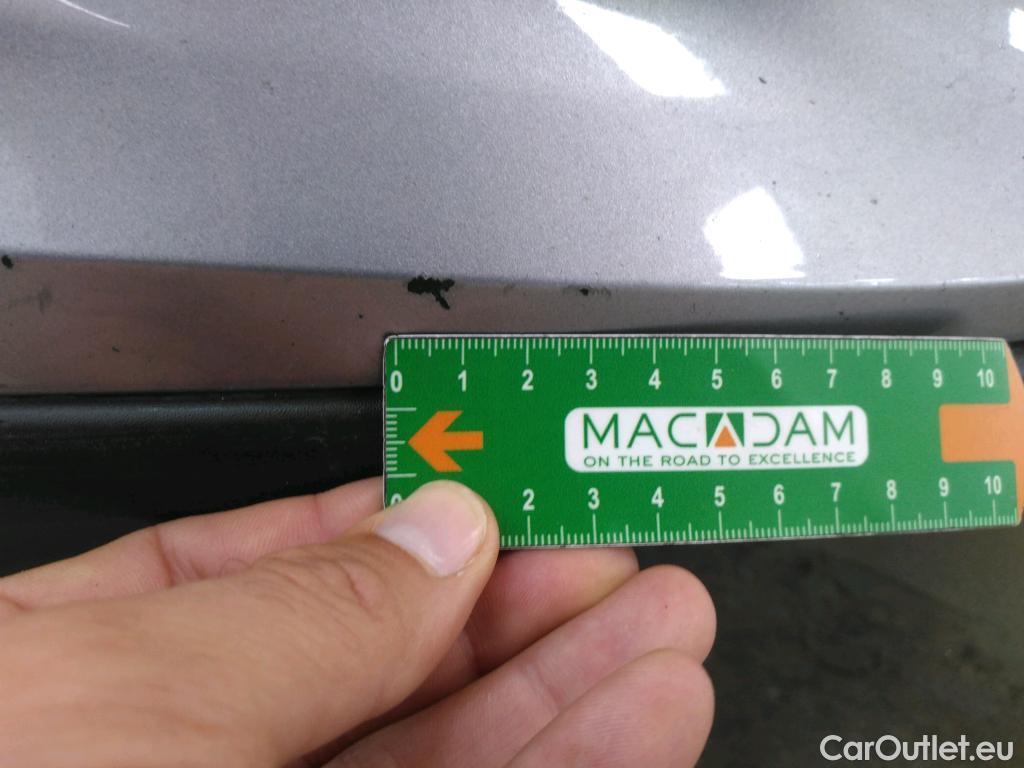 0 1 2 3 4 5 6 7 8 9 10
MACADAM
ON THE ROAD TO EXCELLENCE
0 2 3 4 5 6 7 8 9 10
CarOutlet.eu